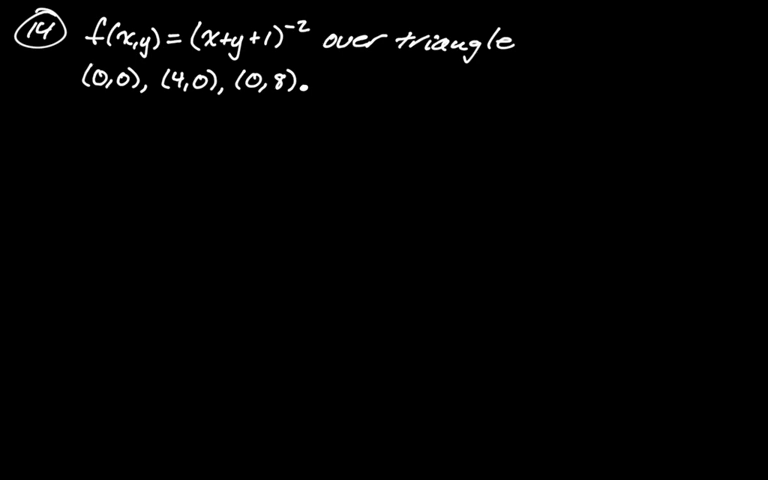 ⑭ f(x,y) = (x+y+1)⁻² over triangle
(0,0), (4,0), (0,8).